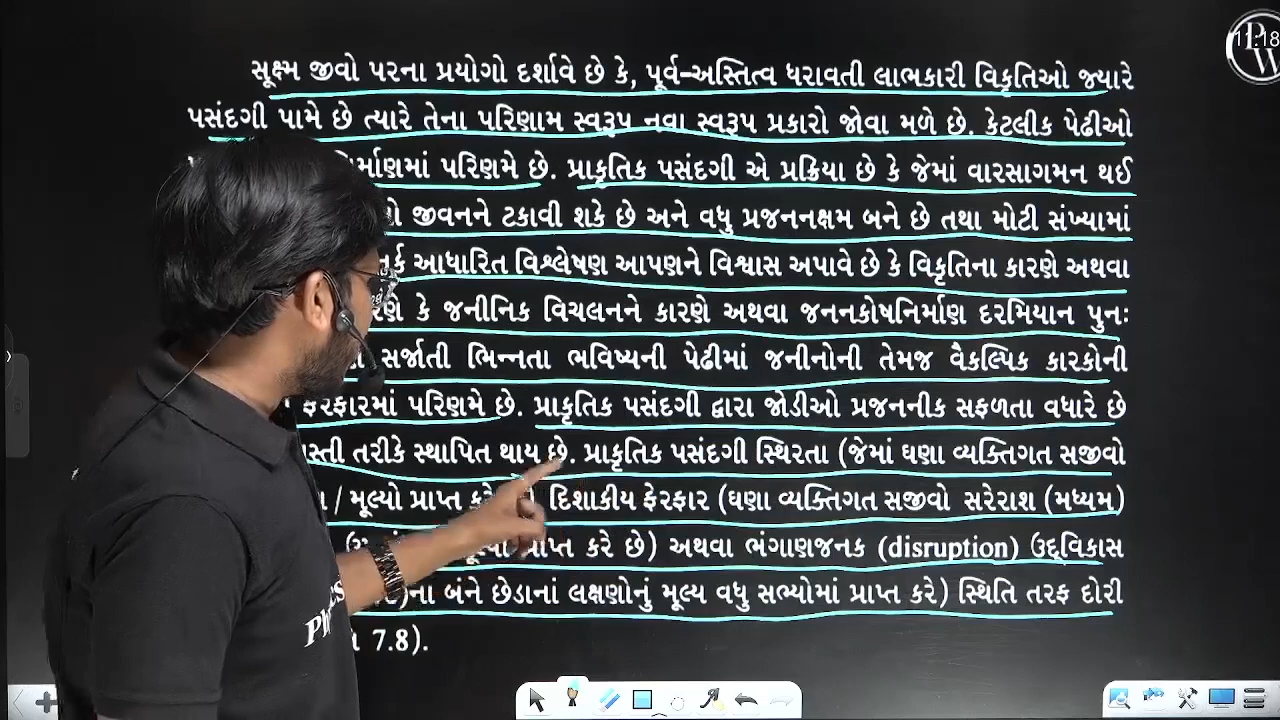 સૂક્ષ્મ જીવો પરના પ્રયોગો દર્શાવે છે કે, પૂર્વ-અસ્તિત્વ ધરાવતી લાભકારી વિકૃતિઓ જ્યારે
પસંદગી પામે છે ત્યારે તેના પરિણામ સ્વરૂપ નવા સ્વરૂપ પ્રકારો જોવા મળે છે. કેટલીક પેઢીઓ
પરિણમે છે. પ્રાકૃતિક પસંદગી એ પ્રક્રિયા છે કે જેમાં વારસાગમન થઈ
જીવનને ટકાવી શકે છે અને વધુ પ્રજનનક્ષમ બને છે તથા મોટી સંખ્યામાં
આધારિત વિશ્લેષણ આપણને વિશ્વાસ અપાવે છે કે વિકૃતિના કારણે અથવા
કે જનીનિક વિચલનને કારણે અથવા જનનકોષનિર્માણ દરમિયાન પુનઃ
સર્જાતી ભિન્નતા ભવિષ્યની પેઢીમાં જનીનોની તેમજ વૈકલ્પિક કારકોની
ફેરફારમાં પરિણમે છે. પ્રાકૃતિક પસંદગી દ્વારા જોડીઓ પ્રજનનીક સફળતા વધારે છે
તરીકે સ્થાપિત થાય છે. પ્રાકૃતિક પસંદગી સ્થિરતા (જેમાં ઘણા વ્યક્તિગત સજીવો
/ મૂલ્યો પ્રાપ્ત કરે દિશાકીય ફેરફાર (ઘણા વ્યક્તિગત સજીવો સરેરાશ (મધ્યમ)
પ્રાપ્ત કરે છે) અથવા ભંગાણજનક (disruption) ઉદ્દવિકાસ
ના બંને છેડાનાં લક્ષણોનું મૂલ્ય વધુ સભ્યોમાં પ્રાપ્ત કરે) સ્થિતિ તરફ દોરી
7.8).